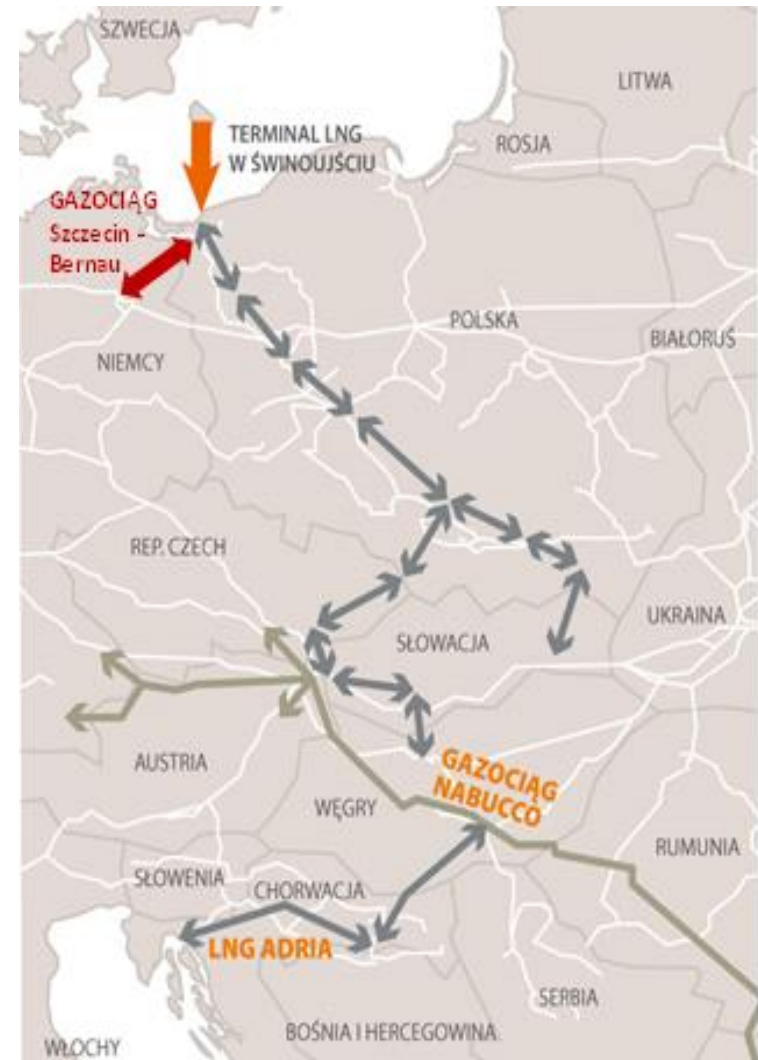 SZWECJA
LITWA
TERMINAL LNG
W ŚWINOUJŚCIU
ROSJA
GAZOCIĄG
Szczecin -
Bernau
POLSKA
BIAŁORUŚ
NIEMCY
REP. CZECH
UKRAINA
SŁOWACJA
AUSTRIA
GAZOCIĄG
NABUCCO
WĘGRY
RUMUNIA
SŁOWENIA
CHORWACJA
LNG ADRIA
SERBIA
BOŚNIA I HERCEGOWINA
WŁOCHY